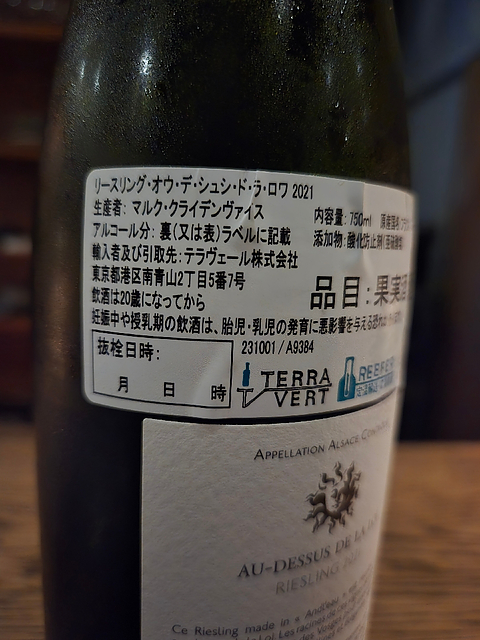 リースリング・オウ・デ・シュシ・ド・ラ・ロワ 2021
生産者: マルク・クライデンヴァイス
内容量: 750ml
アルコール分: 裏(又は表)ラベルに記載
添加物: 酸化防止剤
輸入者及び引取先: テラヴェール株式会社
東京都港区南青山2丁目5番7号
品目: 果実酒
飲酒は20歳になってから
妊娠中や授乳期の飲酒は、胎児・乳児の発育に悪影響を与える恐れ
抜栓日時:
月 日 時
231001 / A9384
TERRA
VERT
REEFER
APPELLATION ALSACE
AU-DESSUS DE LA
RIESLING
Ce Riesling made in « Andlau »
Les racines
des Vosges